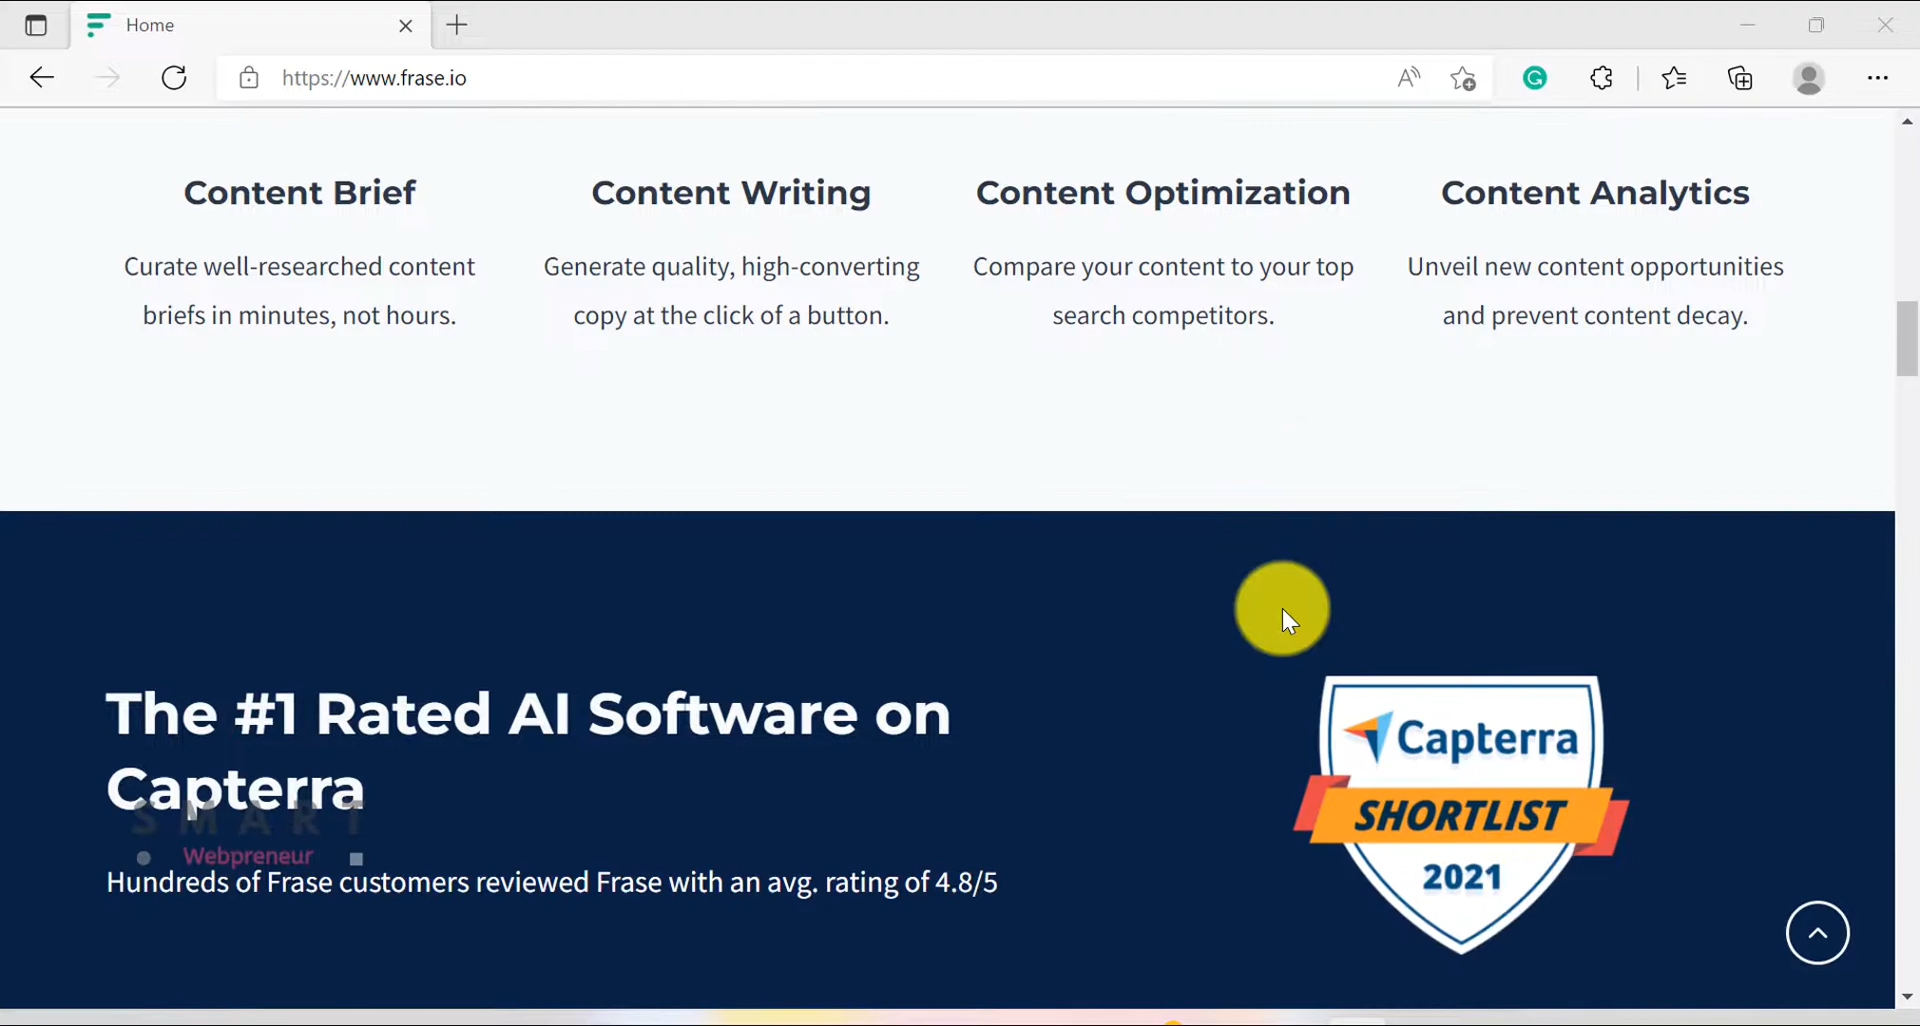 Home
https://www.frase.io
Content Brief
Curate well-researched content
briefs in minutes, not hours.
Content Writing
Generate quality, high-converting
copy at the click of a button.
Content Optimization
Compare your content to your top
search competitors.
Content Analytics
Unveil new content opportunities
and prevent content decay.
The #1 Rated AI Software on
Capterra
SMART
Webpreneur
Hundreds of Frase customers reviewed Frase with an avg. rating of 4.8/5
Capterra
SHORTLIST
2021